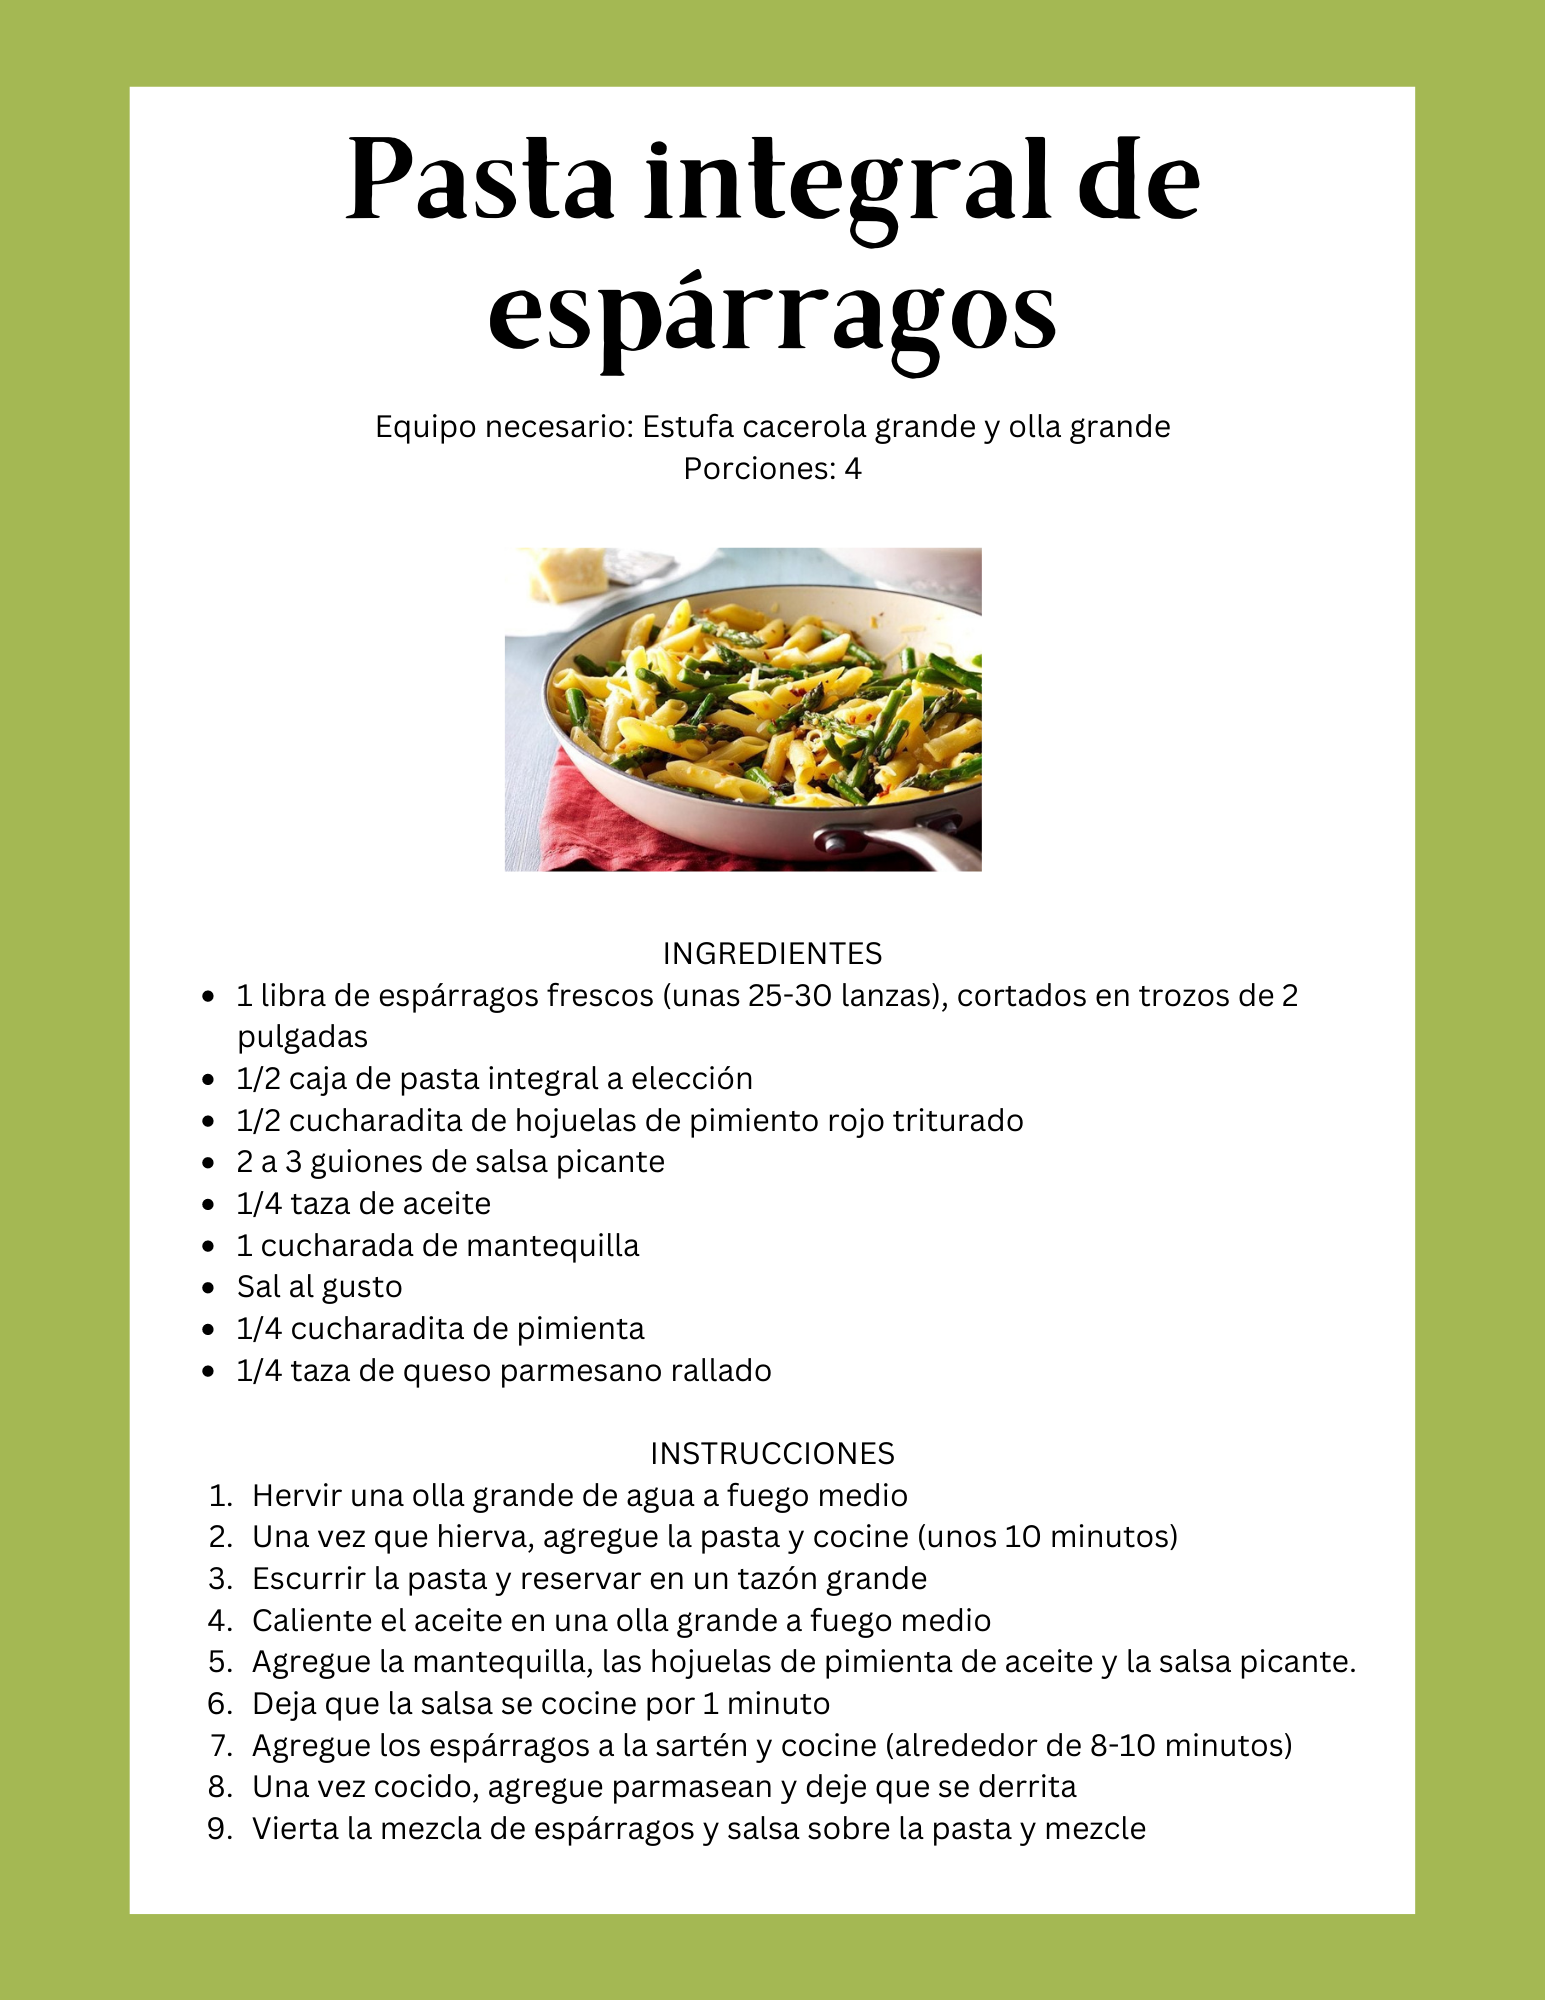 Pasta integral de
espárragos
Equipo necesario: Estufa cacerola grande y olla grande
Porciones: 4
INGREDIENTES
• 1 libra de espárragos frescos (unas 25-30 lanzas), cortados en trozos de 2
pulgadas
• 1/2 caja de pasta integral a elección
• 1/2 cucharadita de hojuelas de pimiento rojo triturado
• 2 a 3 guiones de salsa picante
• 1/4 taza de aceite
• 1 cucharada de mantequilla
• Sal al gusto
• 1/4 cucharadita de pimienta
• 1/4 taza de queso parmesano rallado
INSTRUCCIONES
1. Hervir una olla grande de agua a fuego medio
2. Una vez que hierva, agregue la pasta y cocine (unos 10 minutos)
3. Escurrir la pasta y reservar en un tazón grande
4. Caliente el aceite en una olla grande a fuego medio
5. Agregue la mantequilla, las hojuelas de pimienta de aceite y la salsa picante.
6. Deja que la salsa se cocine por 1 minuto
7. Agregue los espárragos a la sartén y cocine (alrededor de 8-10 minutos)
8. Una vez cocido, agregue parmasean y deje que se derrita
9. Vierta la mezcla de espárragos y salsa sobre la pasta y mezcle